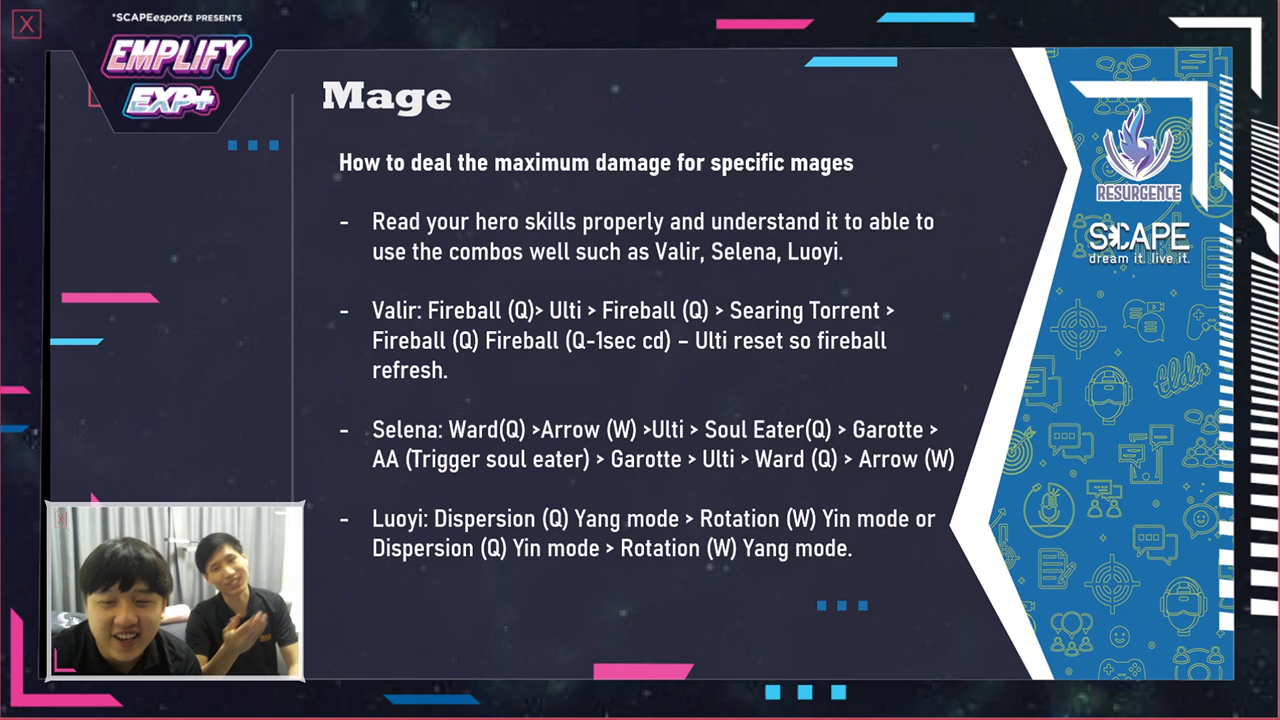 *SCAPEesports PRESENTS
EMPLIFY
EXP+
Mage
How to deal the maximum damage for specific mages
- Read your hero skills properly and understand it to able to
use the combos well such as Valir, Selena, Luoyi.
- Valir: Fireball (Q)> Ulti > Fireball (Q) > Searing Torrent >
Fireball (Q) Fireball (Q-1sec cd) – Ulti reset so fireball
refresh.
- Selena: Ward(Q) >Arrow (W) >Ulti > Soul Eater(Q) > Garotte >
AA (Trigger soul eater) > Garotte > Ulti > Ward (Q) > Arrow (W)
- Luoyi: Dispersion (Q) Yang mode > Rotation (W) Yin mode or
Dispersion (Q) Yin mode > Rotation (W) Yang mode.
RESURGENCE
S*CAPE
dream it. live it.
tldr